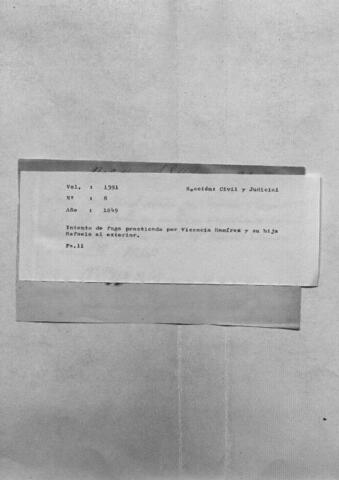 Vol. : 1591 Sección: Civil y Judicial
Nº : 8
Año : 1849
Intento de fuga practicada por Vicencia Ramírez y su hija
Rafaela al exterior.
Fs.11